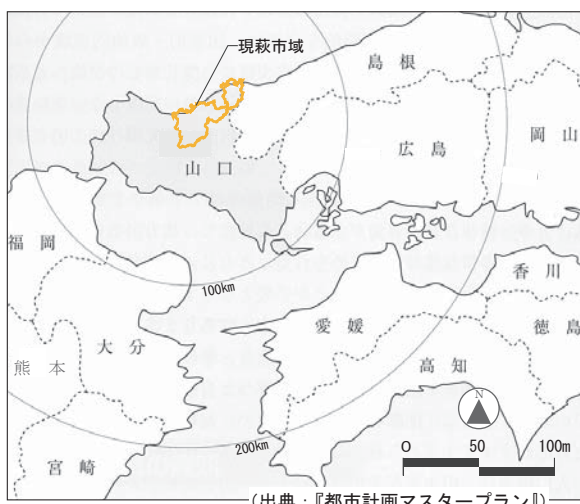 現萩市域
島根
岡山
広島
山口
福岡
100km
香川
愛媛
徳島
大分
高知
熊本
N
200km
0 50 100m
宮崎
(出典:『都市計画マスタープラン』)